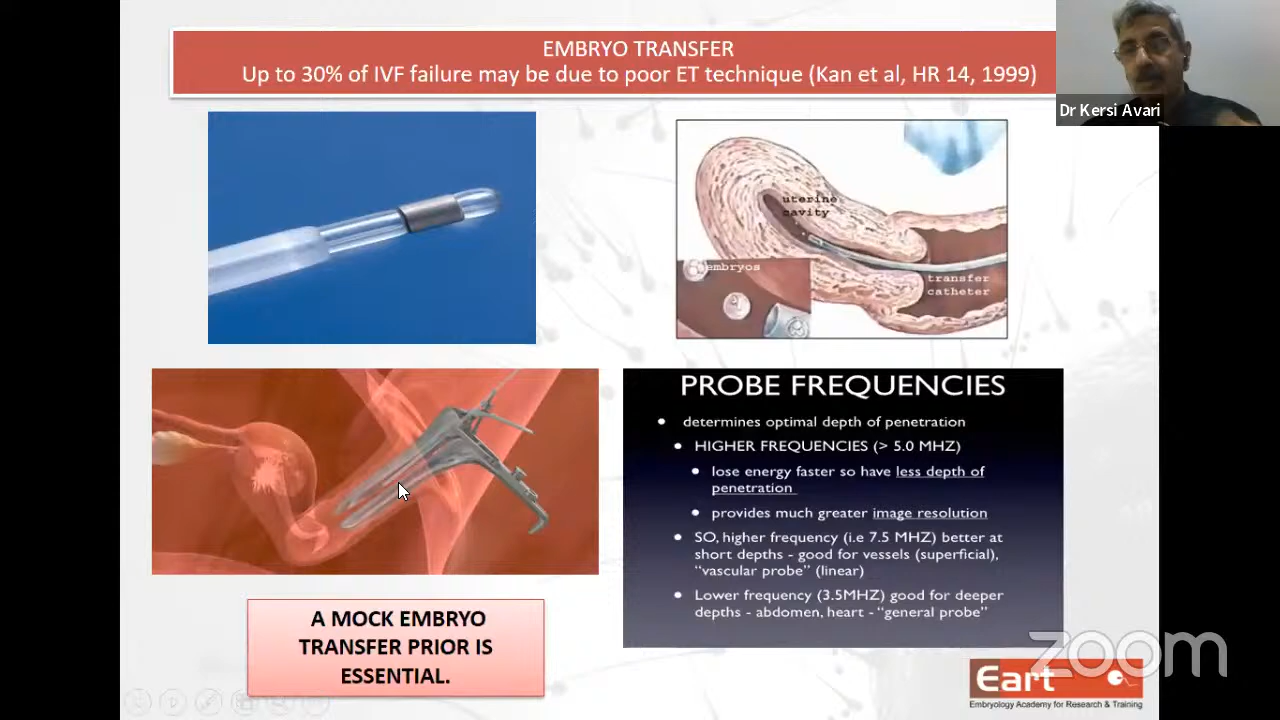 EMBRYO TRANSFER
Up to 30% of IVF failure may be due to poor ET technique (Kan et al, HR 14, 1999)
Dr Kersi Avari
uterine
cavity
embryos
transfer
catheter
PROBE FREQUENCIES
• determines optimal depth of penetration
• HIGHER FREQUENCIES (> 5.0 MHZ)
• lose energy faster so have less depth of
penetration
• provides much greater image resolution
• SO, higher frequency (i.e 7.5 MHZ) better at
short depths - good for vessels (superficial),
“vascular probe” (linear)
• Lower frequency (3.5MHZ) good for deeper
depths - abdomen, heart - “general probe”
A MOCK EMBRYO
TRANSFER PRIOR IS
ESSENTIAL.
zoom
Eart
Embryology Academy for Research & Training